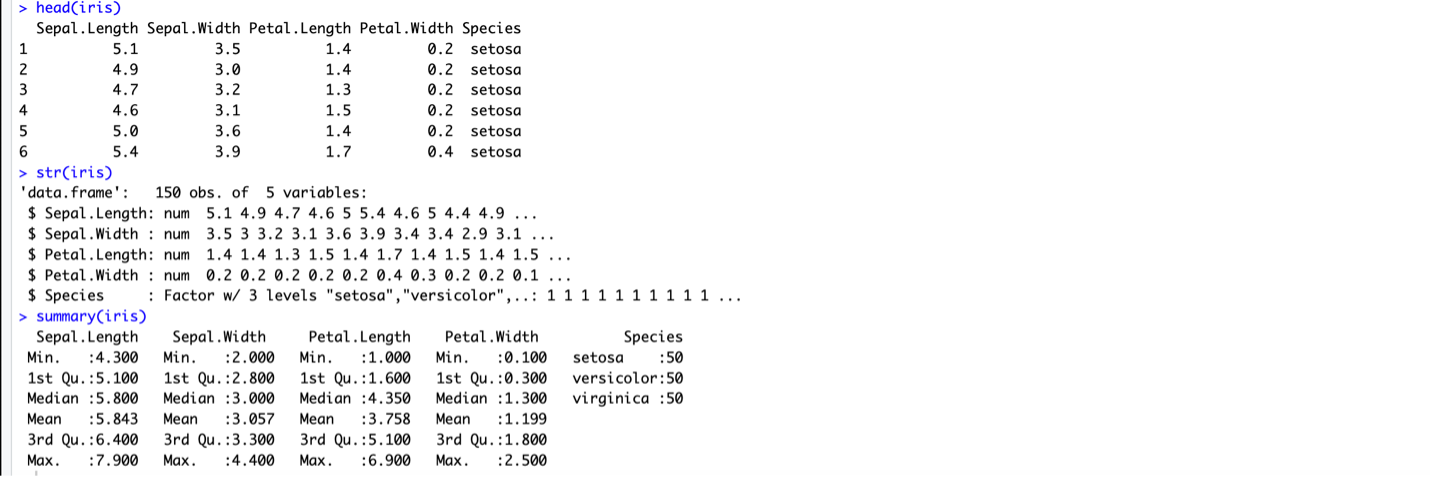 > head(iris)
  Sepal.Length Sepal.Width Petal.Length Petal.Width Species
1          5.1         3.5          1.4         0.2  setosa
2          4.9         3.0          1.4         0.2  setosa
3          4.7         3.2          1.3         0.2  setosa
4          4.6         3.1          1.5         0.2  setosa
5          5.0         3.6          1.4         0.2  setosa
6          5.4         3.9          1.7         0.4  setosa
> str(iris)
'data.frame':   150 obs. of  5 variables:
 $ Sepal.Length: num  5.1 4.9 4.7 4.6 5 5.4 4.6 5 4.4 4.9 ...
 $ Sepal.Width : num  3.5 3 3.2 3.1 3.6 3.9 3.4 3.4 2.9 3.1 ...
 $ Petal.Length: num  1.4 1.4 1.3 1.5 1.4 1.7 1.4 1.5 1.4 1.5 ...
 $ Petal.Width : num  0.2 0.2 0.2 0.2 0.2 0.4 0.3 0.2 0.2 0.1 ...
 $ Species     : Factor w/ 3 levels "setosa","versicolor",..: 1 1 1 1 1 1 1 1 1 1 ...
> summary(iris)
  Sepal.Length    Sepal.Width     Petal.Length    Petal.Width          Species
 Min.   :4.300   Min.   :2.000   Min.   :1.000   Min.   :0.100   setosa    :50
 1st Qu.:5.100   1st Qu.:2.800   1st Qu.:1.600   1st Qu.:0.300   versicolor:50
 Median :5.800   Median :3.000   Median :4.350   Median :1.300   virginica :50
 Mean   :5.843   Mean   :3.057   Mean   :3.758   Mean   :1.199
 3rd Qu.:6.400   3rd Qu.:3.300   3rd Qu.:5.100   3rd Qu.:1.800
 Max.   :7.900   Max.   :4.400   Max.   :6.900   Max.   :2.500